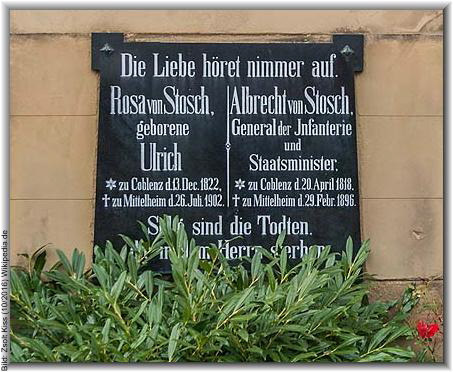 Die Liebe höret nimmer auf.
Rosa von Stosch,
geborene
Ulrich
✶ zu Coblenz d.13.Dec. 1822,
† zu Mittelheim d.26.Juli.1902.
Albrecht von Stosch,
General der Jnfanterie
und
Staatsminister.
✶ zu Coblenz d.20.April 1818,
† zu Mittelheim d.29.Febr. 1896.
sind die Todten.
Herrn
Bild: Zsolt Kiss (10/2016) Wikipedia.de